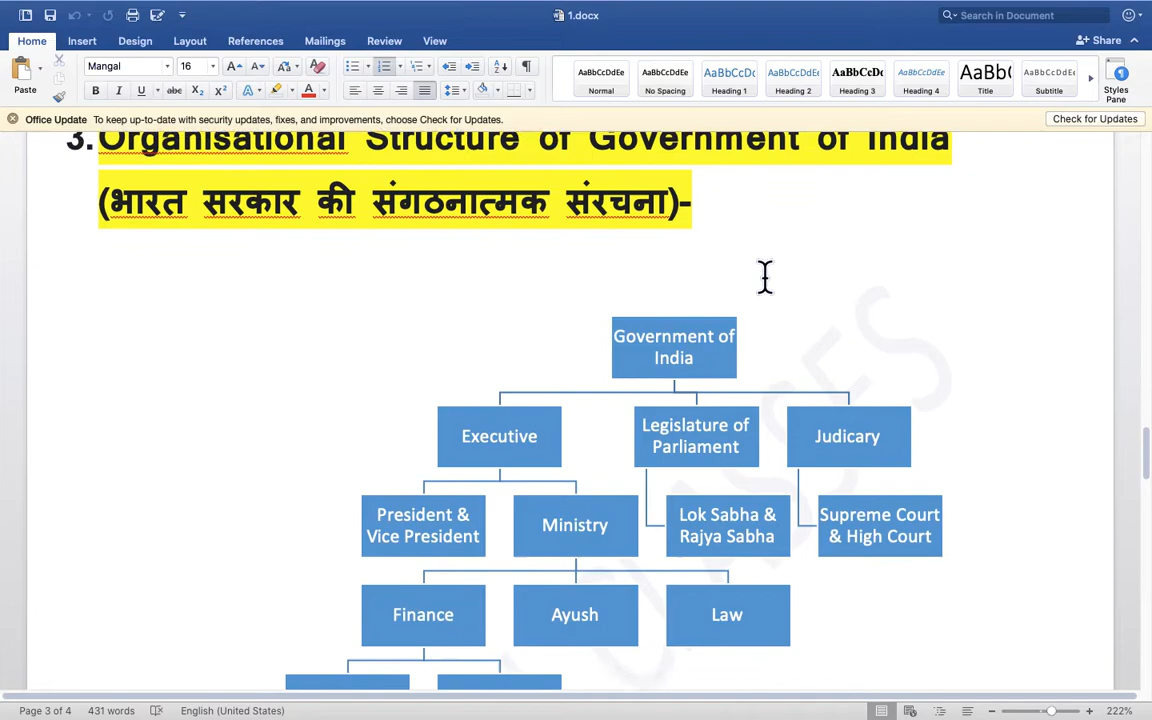 1.docx
Search in Document
Home Insert Design Layout References Mailings Review View
Share
Paste
Mangal 16
AaBbCcDdEe AaBbCcDdEe AaBbCcDc AaBbCcDdEe AaBbCcDc AaBbCcDdEe AaBb( AaBbCcDdEe
Normal No Spacing Heading 1 Heading 2 Heading 3 Heading 4 Title Subtitle
Styles
Pane
Office Update To keep up-to-date with security updates, fixes, and improvements, choose Check for Updates.
Check for Updates
3. Organisational Structure of Government of India
(भारत सरकार की संगठनात्मक संरचना)-
Government of
India
Executive
Legislature of
Parliament
Judicary
President &
Vice President
Ministry
Lok Sabha &
Rajya Sabha
Supreme Court
& High Court
Finance
Ayush
Law
CLASSES
Page 3 of 4 431 words English (United States) 222%